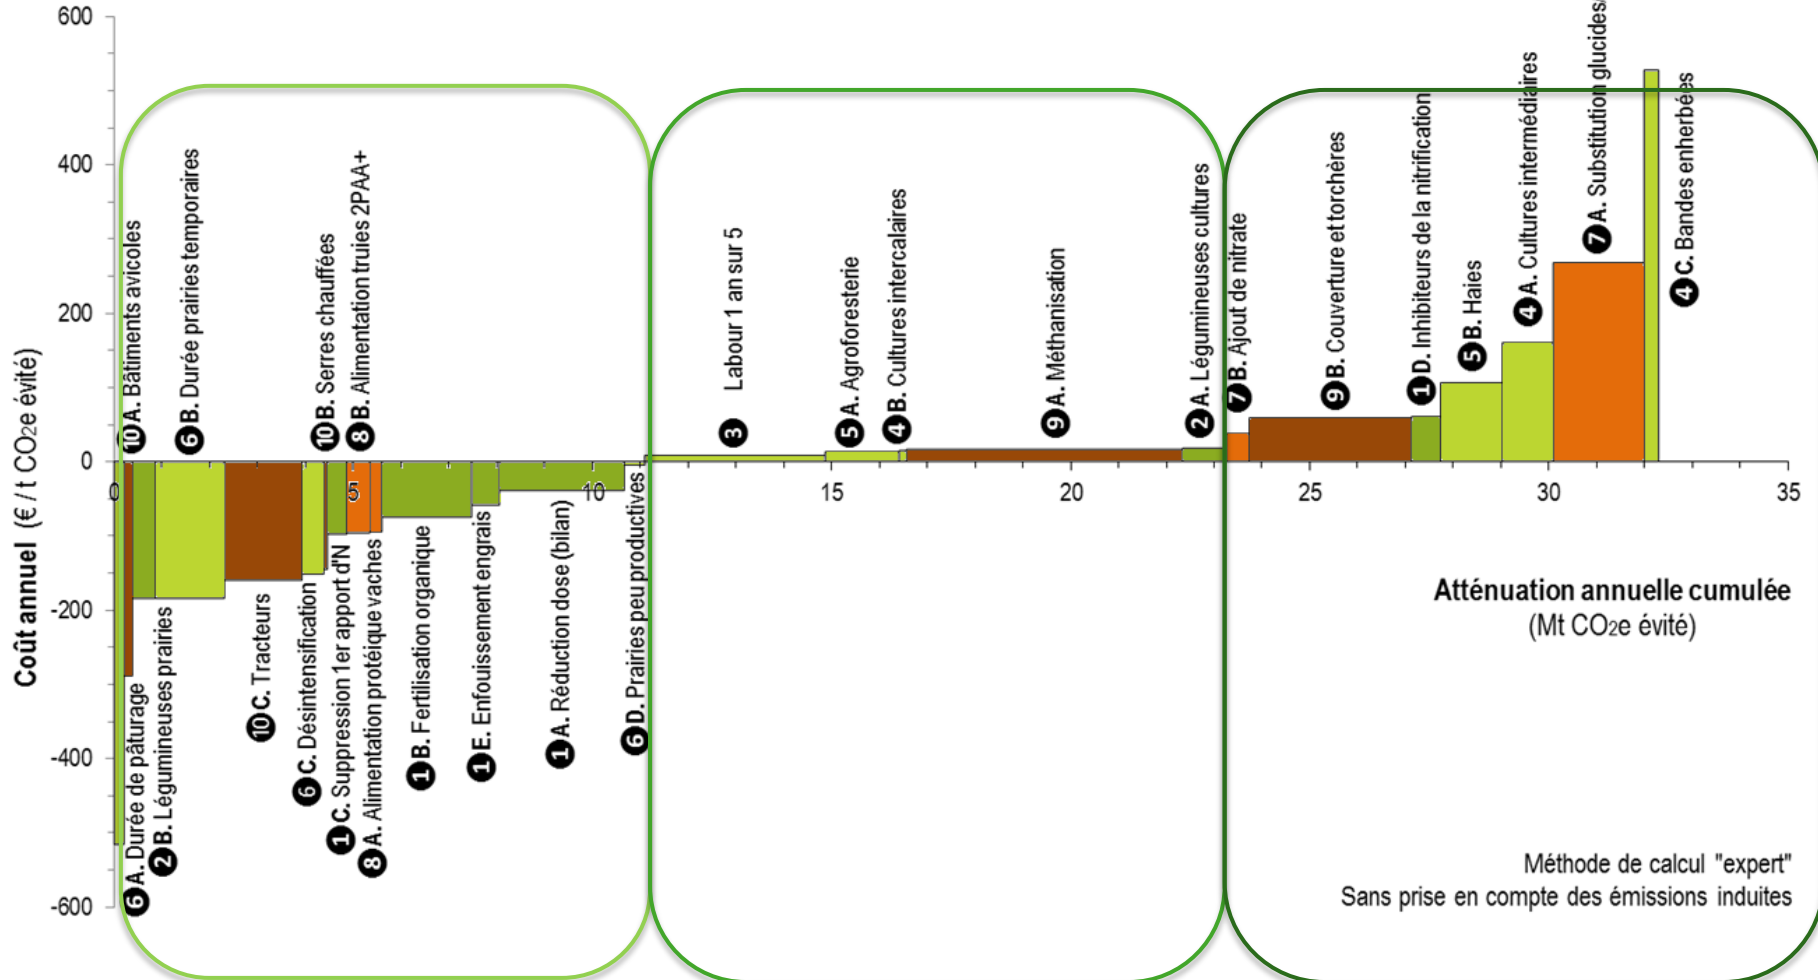 600
400
200
0
-200
-400
-600
Coût annuel (€ / t CO2e évité)
0
5
10
15
20
25
30
35
10 A. Bâtiments avicoles
6 B. Durée prairies temporaires
10 B. Serres chauffées
8 B. Alimentation truies 2PAA+
3 Labour 1 an sur 5
5 A. Agroforesterie
4 B. Cultures intercalaires
9 A. Méthanisation
2 A. Légumineuses cultures
7 B. Ajout de nitrate
9 B. Couverture et torchères
1 D. Inhibiteurs de la nitrification
5 B. Haies
4 A. Cultures intermédiaires
7 A. Substitution glucides/
4 C. Bandes enherbées
6 A. Durée de pâturage
2 B. Légumineuses prairies
10 C. Tracteurs
6 C. Désintensification
1 C. Suppression 1er apport d'N
8 A. Alimentation protéique vaches
1 B. Fertilisation organique
1 E. Enfouissement engrais
1 A. Réduction dose (bilan)
6 D. Prairies peu productives
Atténuation annuelle cumulée
(Mt CO2e évité)
Méthode de calcul "expert"
Sans prise en compte des émissions induites